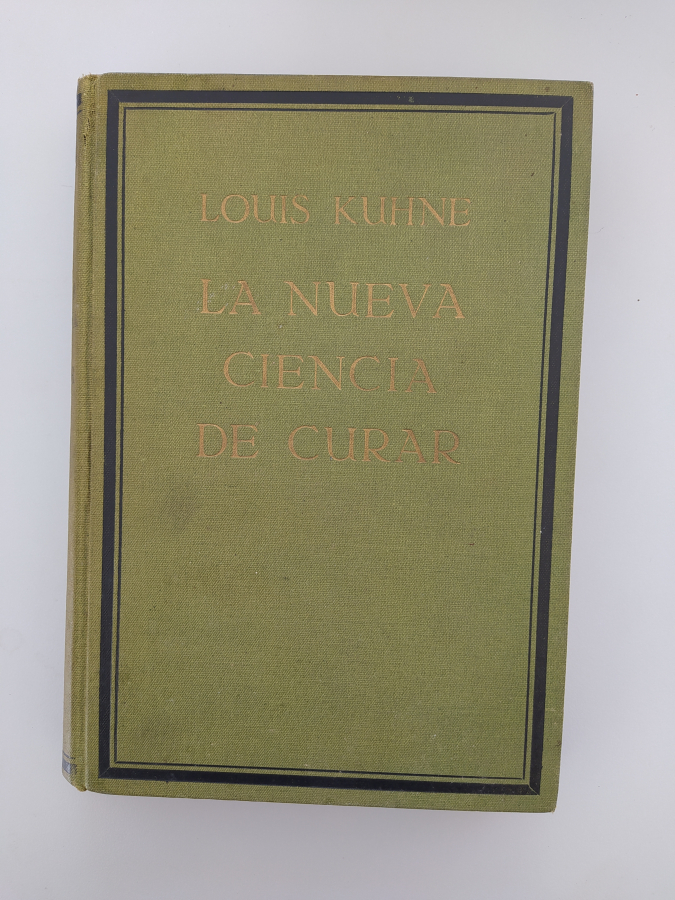 LOUIS KUHNE
LA NUEVA
CIENCIA
DE CURAR